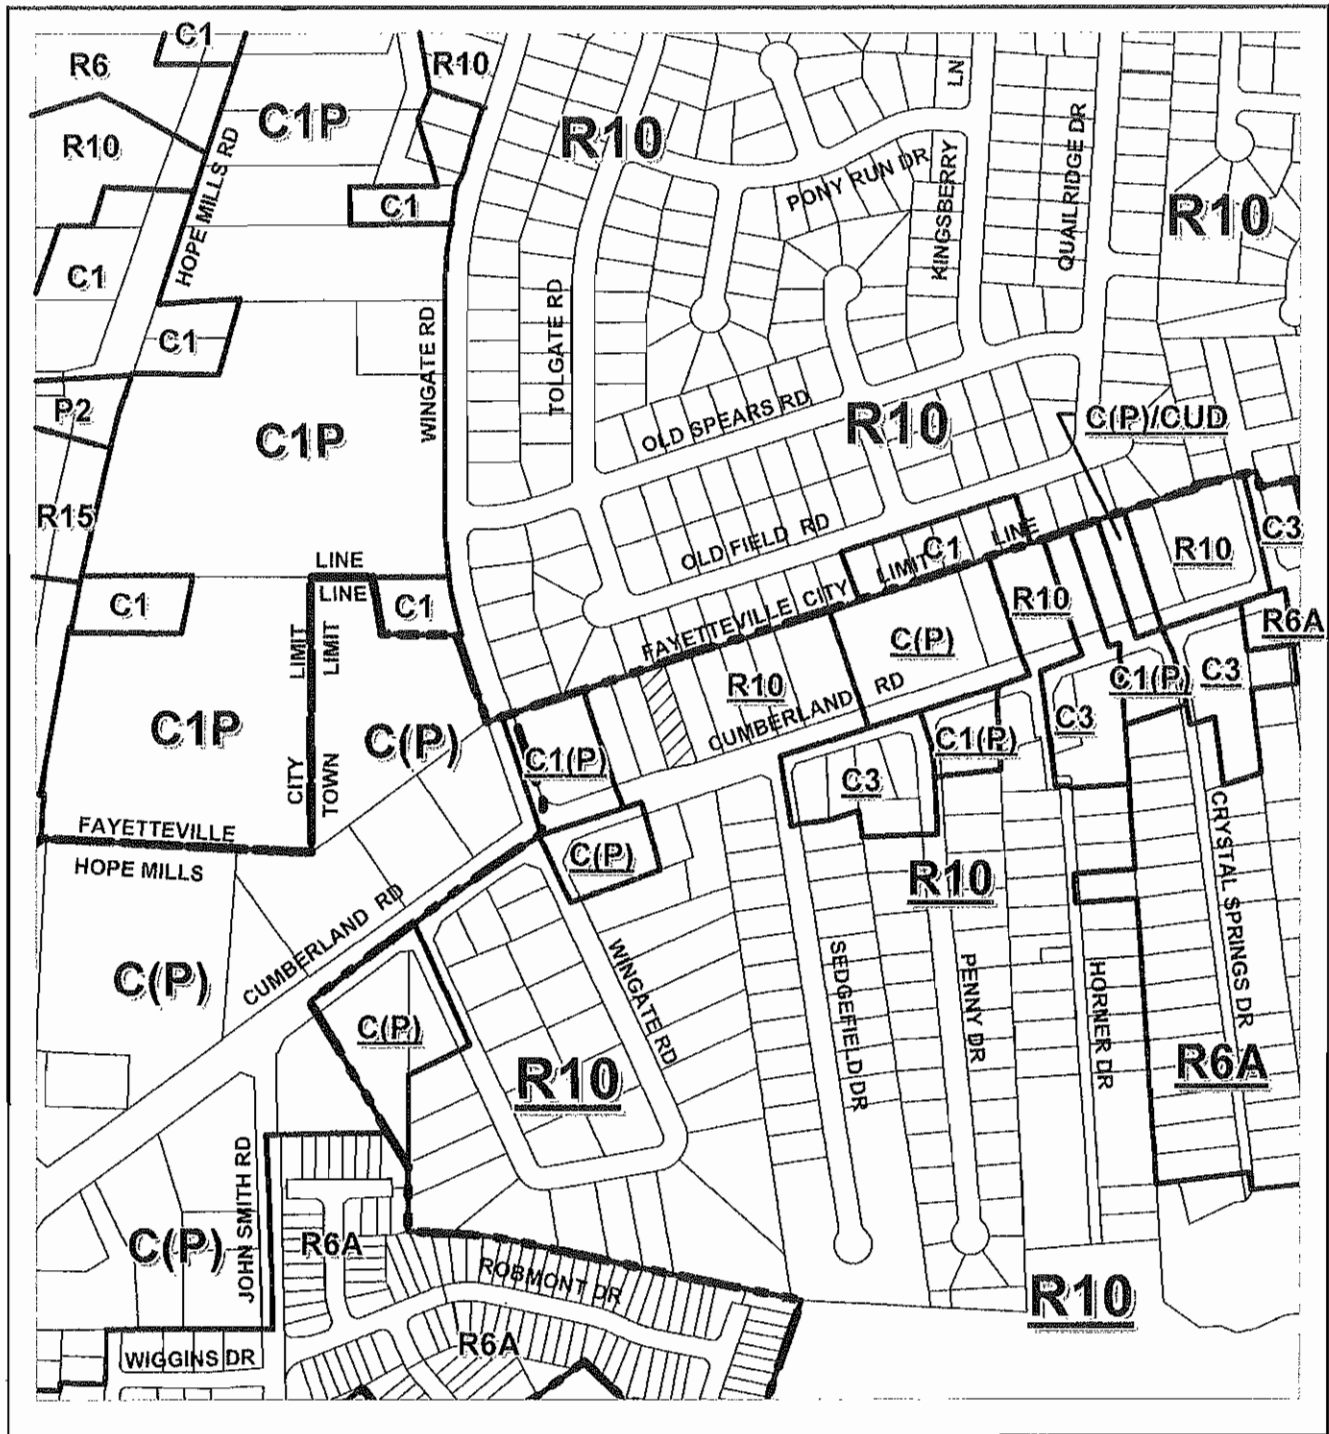 C1
R6
R10
C1P
R10
R10
HOPE MILLS RD
C1
C1
C1
PONY RUN DR
KINGSBERRY LN
QUAIL RIDGE DR
R10
P2
C1P
WINGATE RD
TOLGATE RD
OLD SPEARS RD
R10
C(P)/CUD
R15
OLD FIELD RD
C1
FAYETTEVILLE CITY LIMIT LINE
R10
C3
R10
R6A
C1
LINE
LINE
C1
LIMIT
LIMIT
CITY
TOWN
C1P
C(P)
C1(P)
R10
C(P)
CUMBERLAND RD
C1(P)
C3
C1(P)
C3
C3
FAYETTEVILLE
HOPE MILLS
C(P)
R10
CUMBERLAND RD
C(P)
C(P)
R10
WINGATE RD
SEDGEFIELD DR
PENNY DR
HORNER DR
CRYSTAL SPRINGS DR
R6A
JOHN SMITH RD
C(P)
R6A
ROBMONT DR
R10
R6A
WIGGINS DR